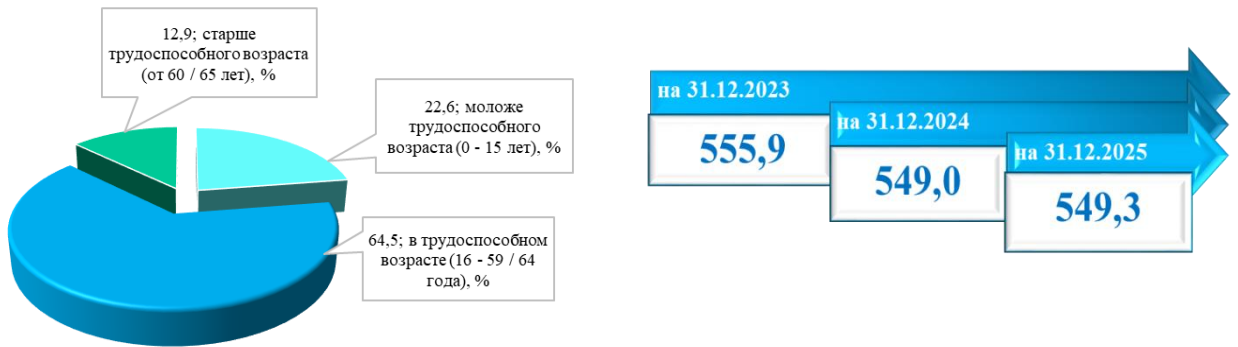 12,9; старше
трудоспособного возраста
(от 60 / 65 лет), %
22,6; моложе
трудоспособного
возраста (0 - 15 лет), %
64,5; в трудоспособном
возрасте (16 - 59 / 64
года), %
на 31.12.2023
555,9
на 31.12.2024
549,0
на 31.12.2025
549,3